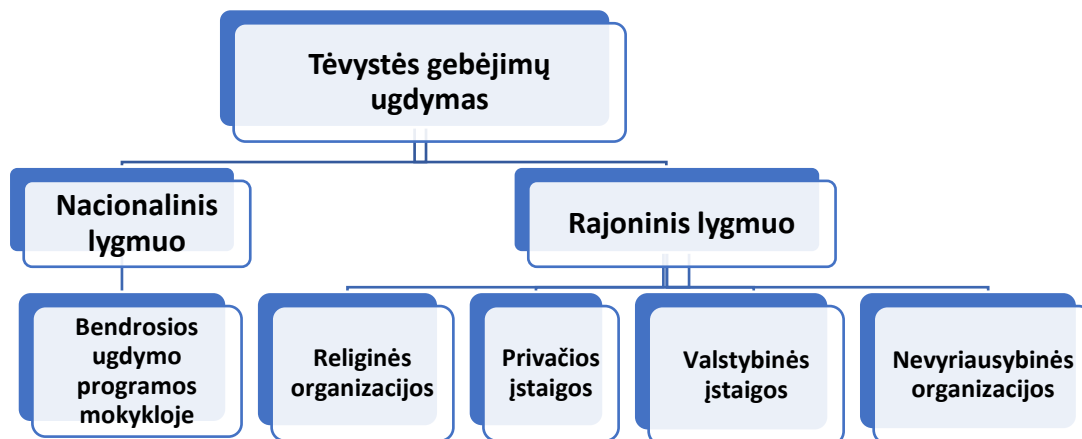 Tėvystės gebėjimų
ugdymas
Nacionalinis
lygmuo
Rajoninis lygmuo
Bendrosios
ugdymo
programos
mokykloje
Religinės
organizacijos
Privačios
įstaigos
Valstybinės
įstaigos
Nevyriausybinės
organizacijos